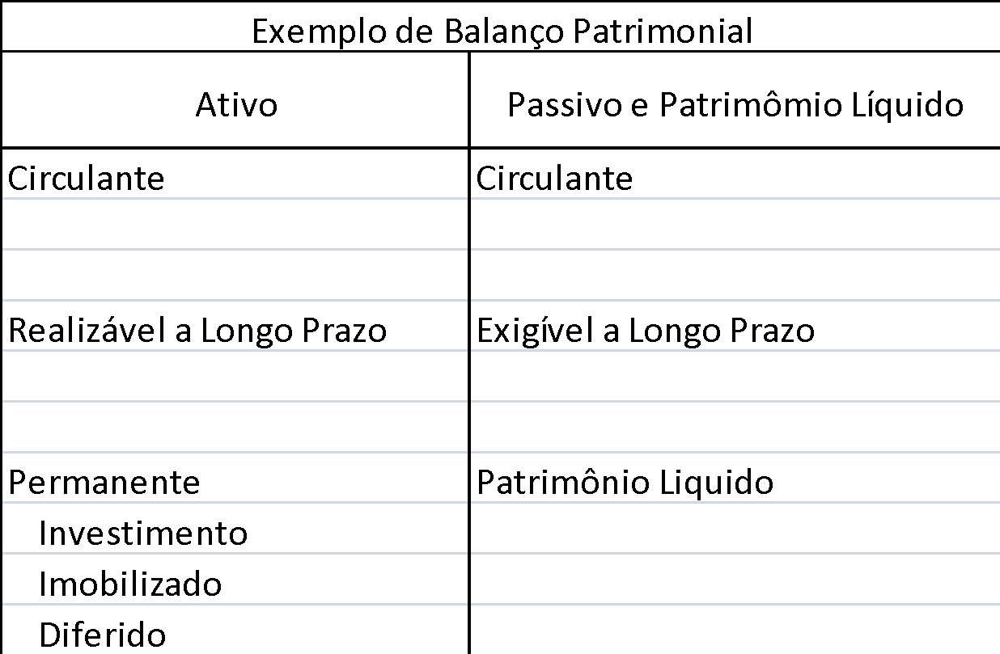 Exemplo de Balanço Patrimonial
Ativo
Passivo e Patrimômio Líquido
Circulante
Circulante
Realizável a Longo Prazo
Exigível a Longo Prazo
Permanente
Patrimônio Liquido
Investimento
Imobilizado
Diferido